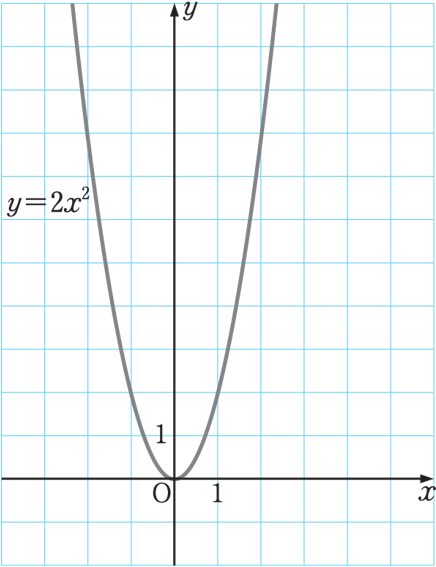 y
y=2x²
1
O 1 x